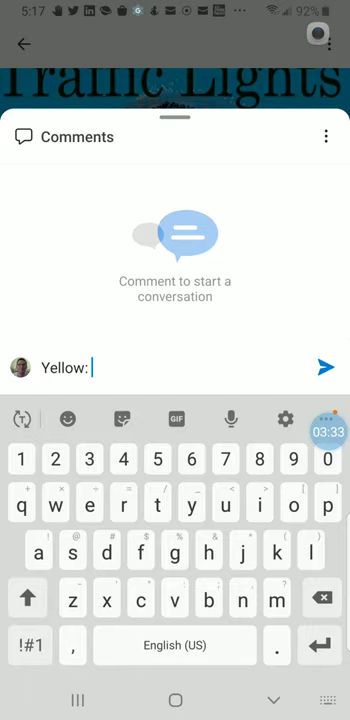 5:17
92%
Traffic Lights
Comments
Comment to start a
conversation
Yellow:
GIF
03:33
1 2 3 4 5 6 7 8 9 0
+ × ÷ = / _ < > [ ]
q w e r t y u i o p
! @ # $ % ^ & * ( )
a s d f g h j k l
- ' " : ; , ?
z x c v b n m
!#1 , English (US) .